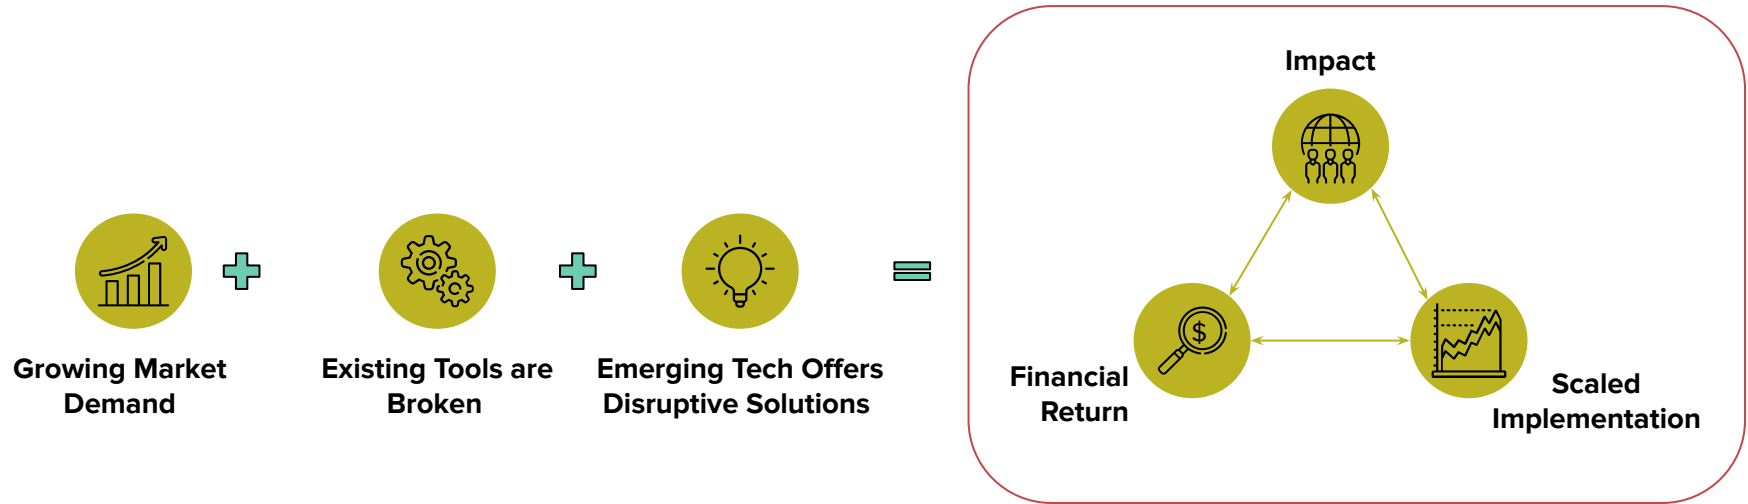 Impact
Growing Market
Demand
Existing Tools are
Broken
Emerging Tech Offers
Disruptive Solutions
$
Financial
Return
Scaled
Implementation